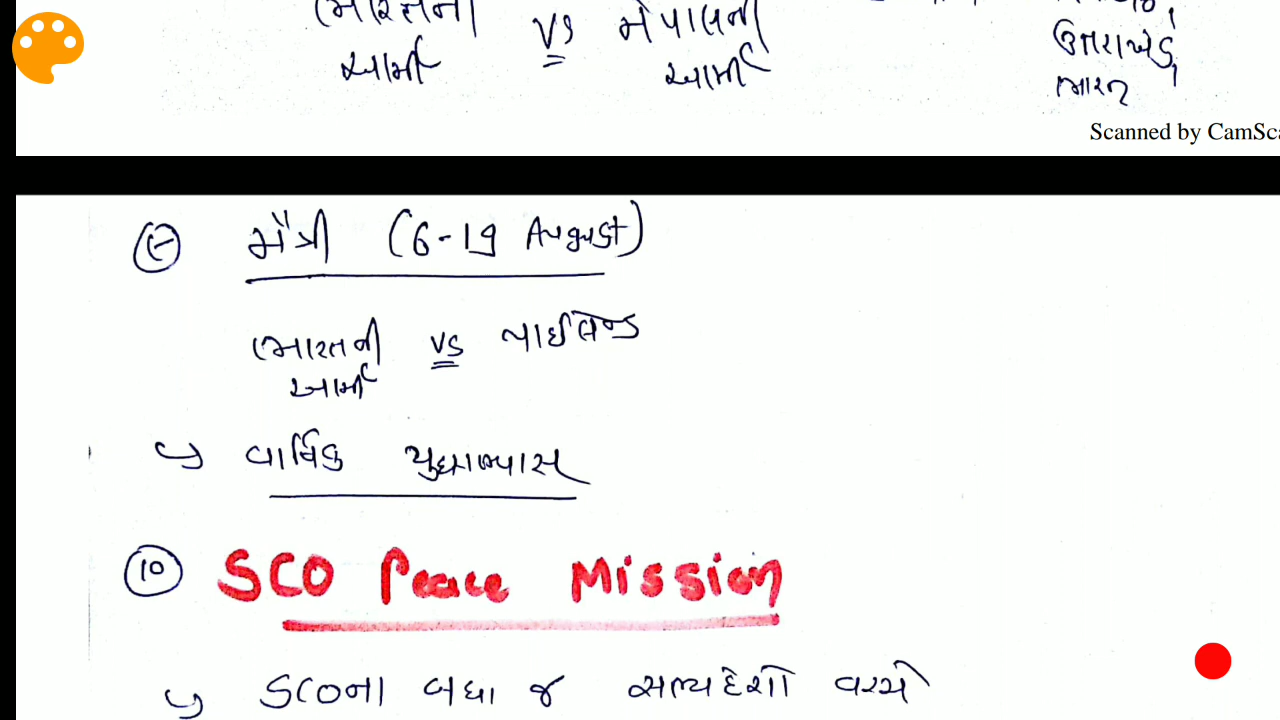 ભારતની VS નેપાળની
આર્મી આર્મી ઉત્તરાખંડ,
ભારત
Scanned by CamSca
૯ મૈત્રી (6-19 August)
ભારતની VS થાઈલેન્ડ
આર્મી
વાર્ષિક યુદ્ધાભ્યાસ
10 SCO Peace Mission
SCOના બધા જ સભ્યદેશો વચ્ચે